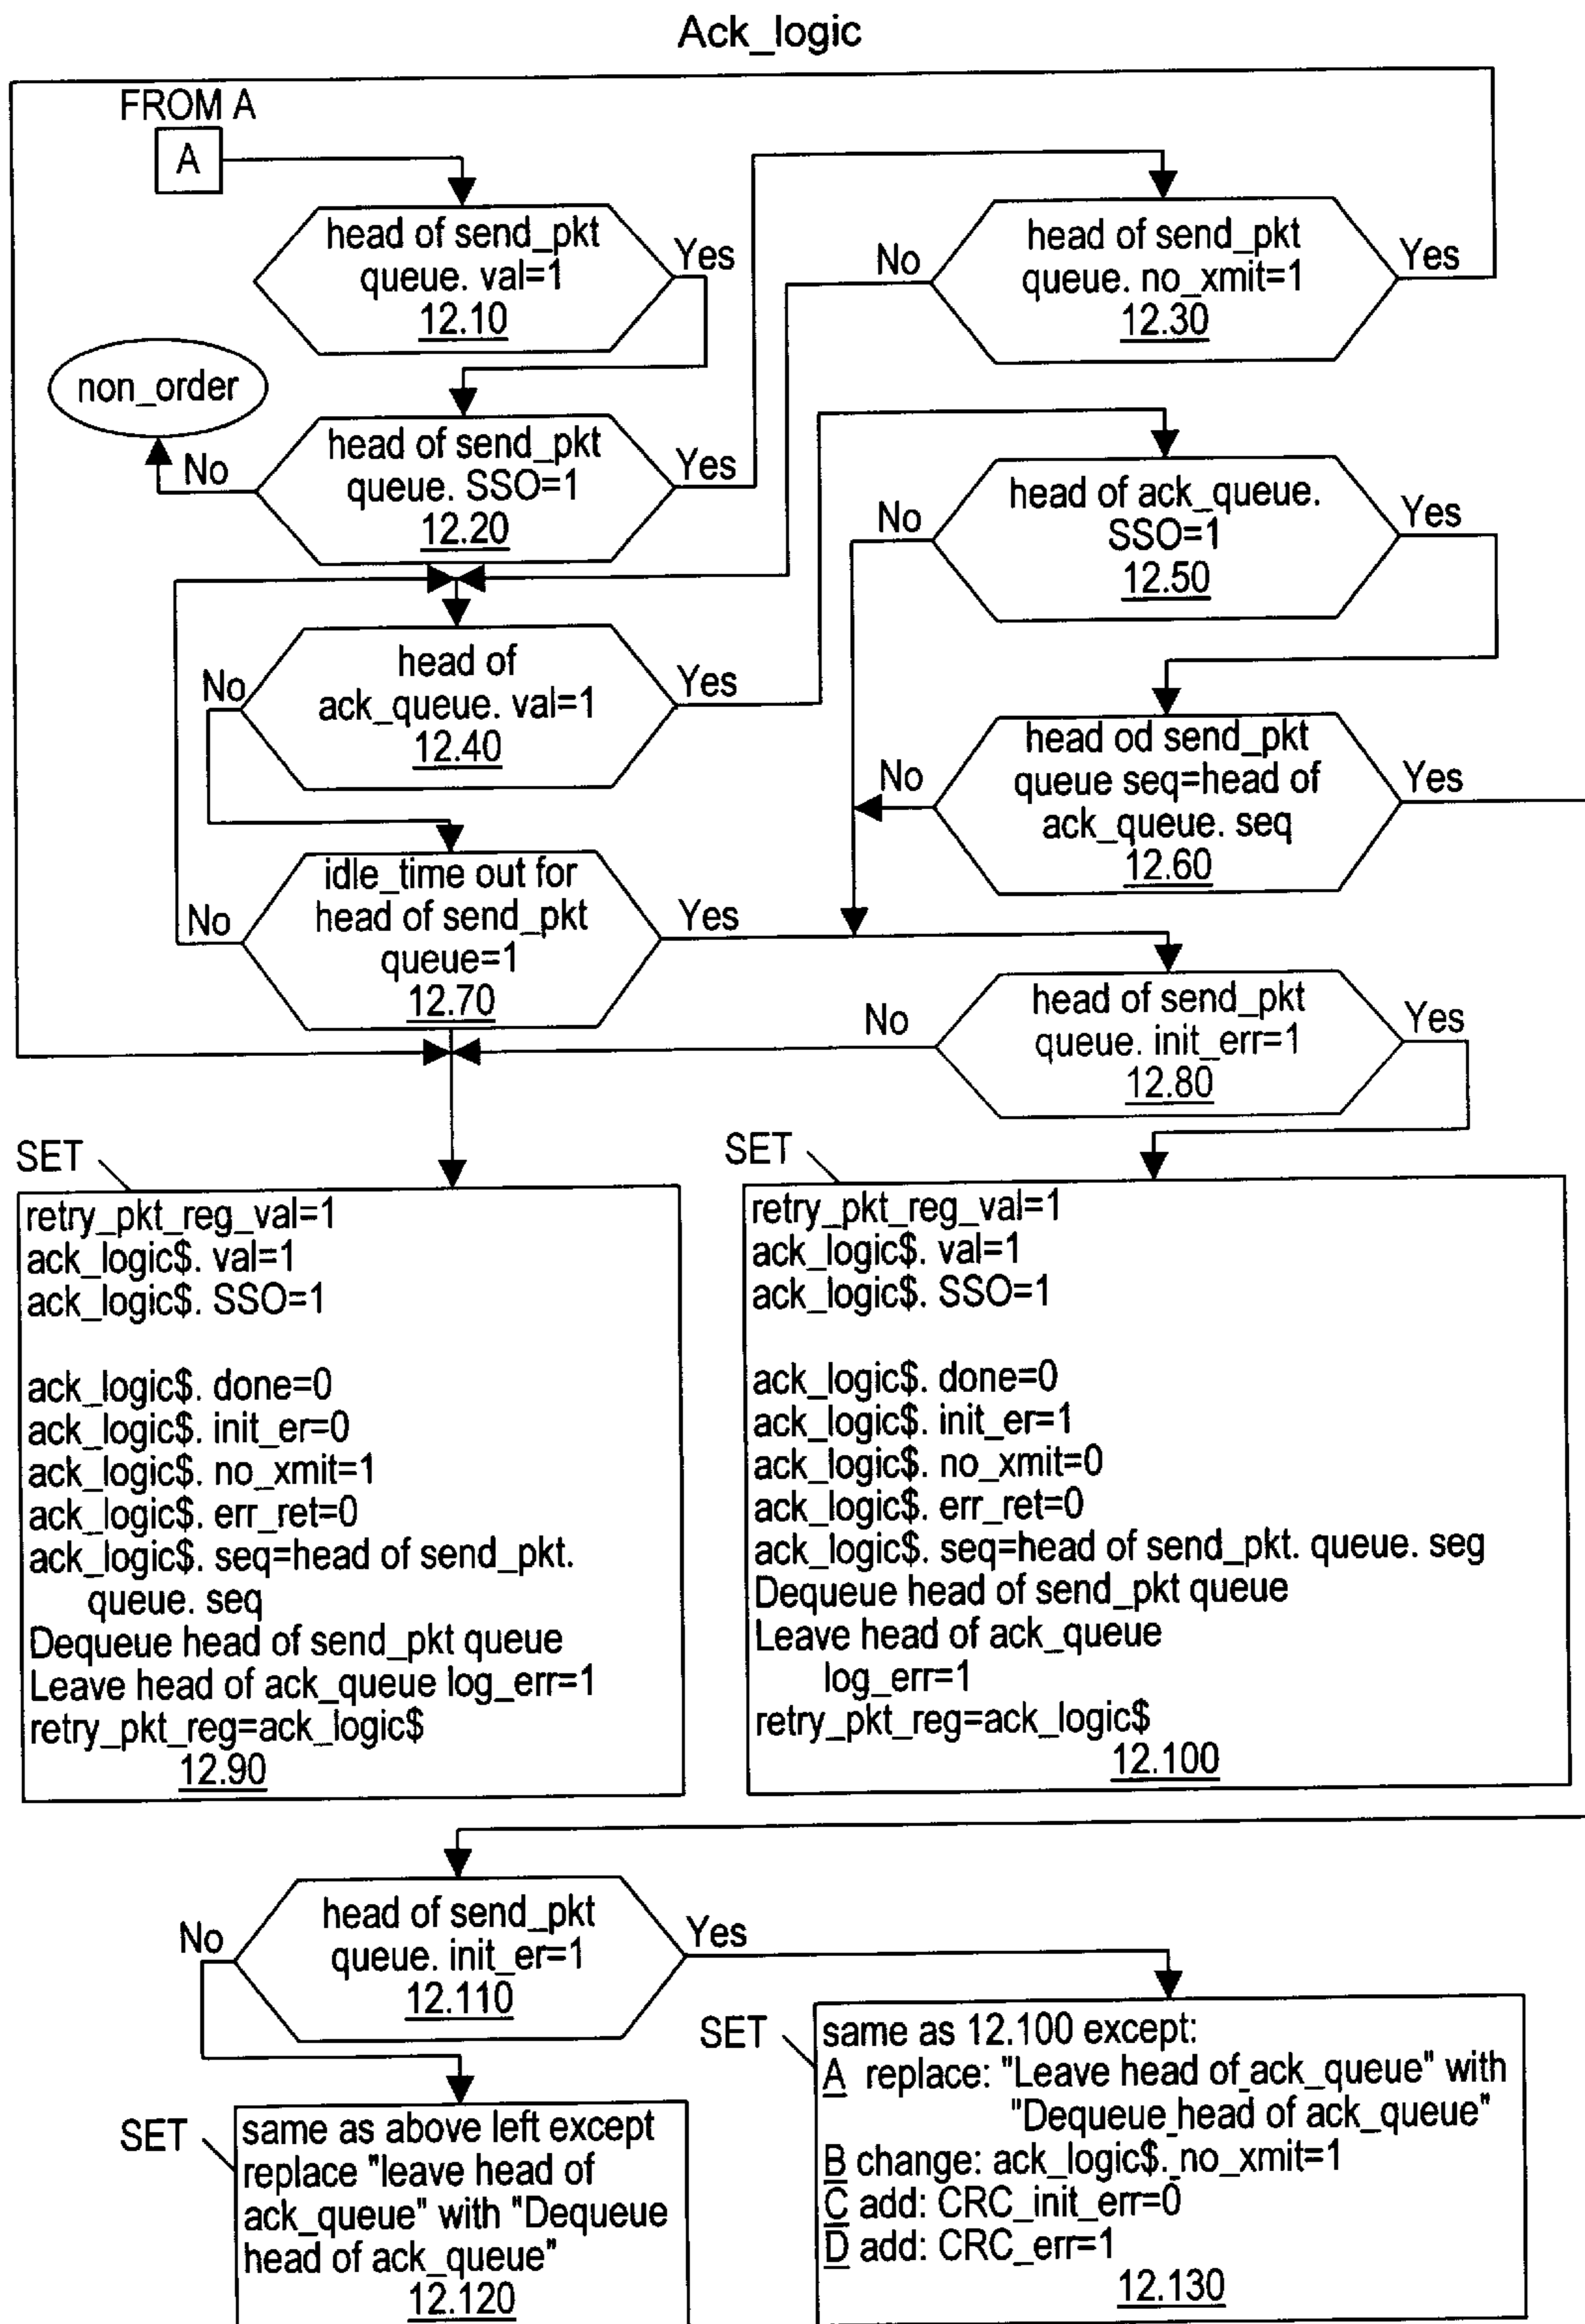 Ack_logic
FROM A
A
head of send_pkt
queue. val=1
12.10
Yes
head of send_pkt
queue. no_xmit=1
12.30
No
Yes
non_order
head of send_pkt
queue. SSO=1
12.20
No
Yes
head of ack_queue.
SSO=1
12.50
No
Yes
head of
ack_queue. val=1
12.40
No
Yes
head od send_pkt
queue seq=head of
ack_queue. seq
12.60
No
Yes
idle_time out for
head of send_pkt
queue=1
12.70
No
Yes
head of send_pkt
queue. init_err=1
12.80
No
Yes
SET
retry_pkt_reg_val=1
ack_logic$. val=1
ack_logic$. SSO=1
ack_logic$. done=0
ack_logic$. init_er=0
ack_logic$. no_xmit=1
ack_logic$. err_ret=0
ack_logic$. seq=head of send_pkt.
queue. seq
Dequeue head of send_pkt queue
Leave head of ack_queue log_err=1
retry_pkt_reg=ack_logic$
12.90
SET
retry_pkt_reg_val=1
ack_logic$. val=1
ack_logic$. SSO=1
ack_logic$. done=0
ack_logic$. init_er=1
ack_logic$. no_xmit=0
ack_logic$. err_ret=0
ack_logic$. seq=head of send_pkt. queue. seg
Dequeue head of send_pkt queue
Leave head of ack_queue
log_err=1
retry_pkt_reg=ack_logic$
12.100
head of send_pkt
queue. init_er=1
12.110
No
Yes
SET
same as above left except
replace "leave head of
ack_queue" with "Dequeue
head of ack_queue"
12.120
SET
same as 12.100 except:
A replace: "Leave head of ack_queue" with
"Dequeue head of ack_queue"
B change: ack_logic$. no_xmit=1
C add: CRC_init_err=0
D add: CRC_err=1
12.130